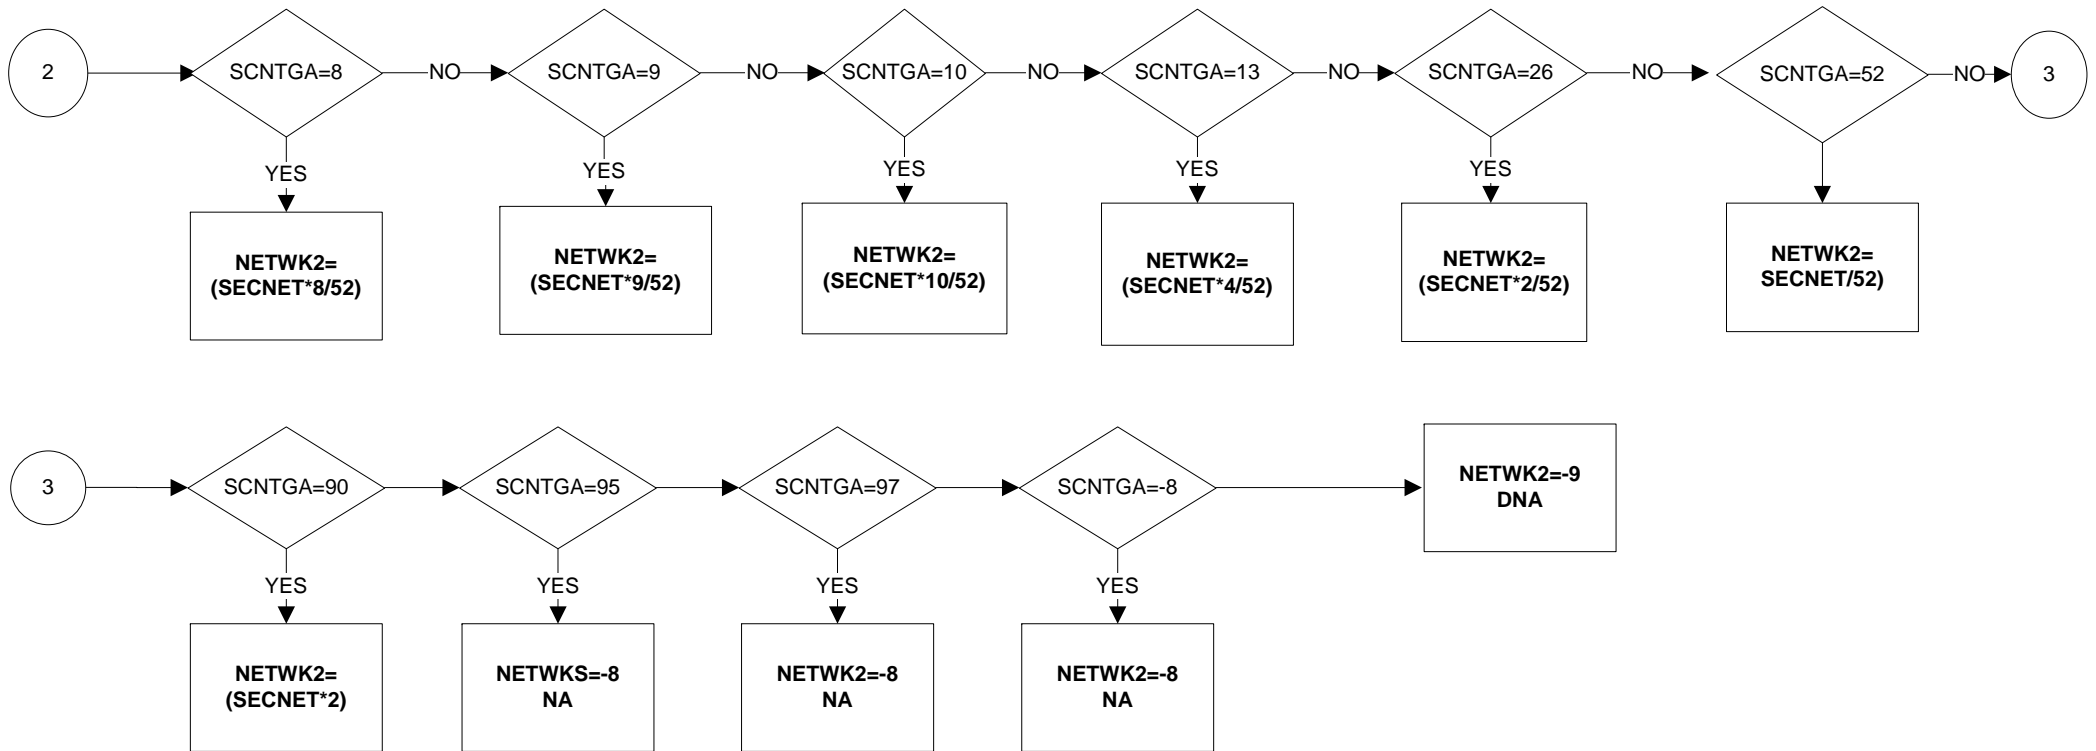 2
SCNTGA=8
NO
SCNTGA=9
NO
SCNTGA=10
NO
SCNTGA=13
NO
SCNTGA=26
NO
SCNTGA=52
NO
3
YES
YES
YES
YES
YES
NETWK2=
(SECNET*8/52)
NETWK2=
(SECNET*9/52)
NETWK2=
(SECNET*10/52)
NETWK2=
(SECNET*4/52)
NETWK2=
(SECNET*2/52)
NETWK2=
SECNET/52)
3
SCNTGA=90
SCNTGA=95
SCNTGA=97
SCNTGA=-8
NETWK2=-9
DNA
YES
YES
YES
YES
NETWK2=
(SECNET*2)
NETWKS=-8
NA
NETWK2=-8
NA
NETWK2=-8
NA